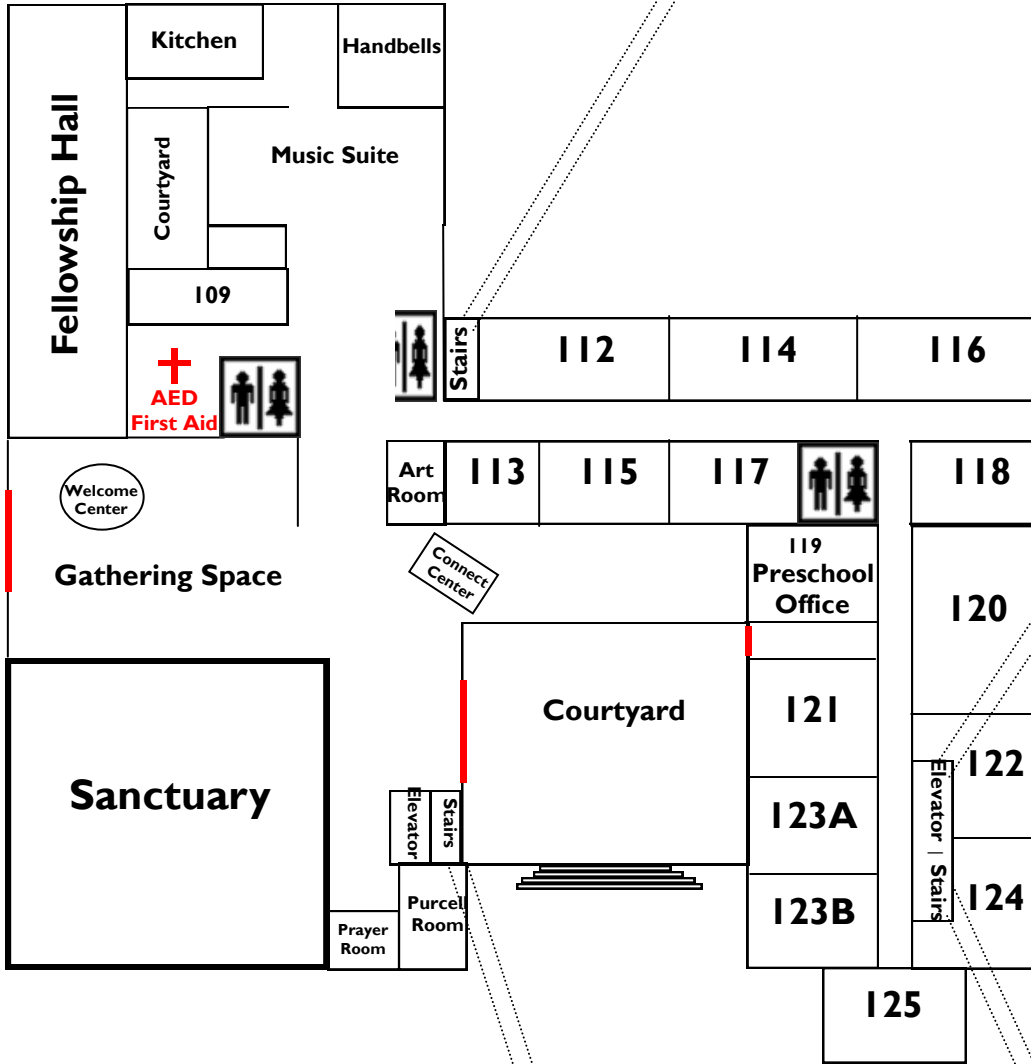 Kitchen
Handbells
Fellowship Hall
Courtyard
Music Suite
109
AED
First Aid
Stairs
112
114
116
Art
Room
113
115
117
118
Welcome
Center
Gathering Space
Connect
Center
119
Preschool
Office
120
Sanctuary
Courtyard
121
122
Elevator
Stairs
123A
Elevator | Stairs
124
Purcell
Room
Prayer
Room
123B
125